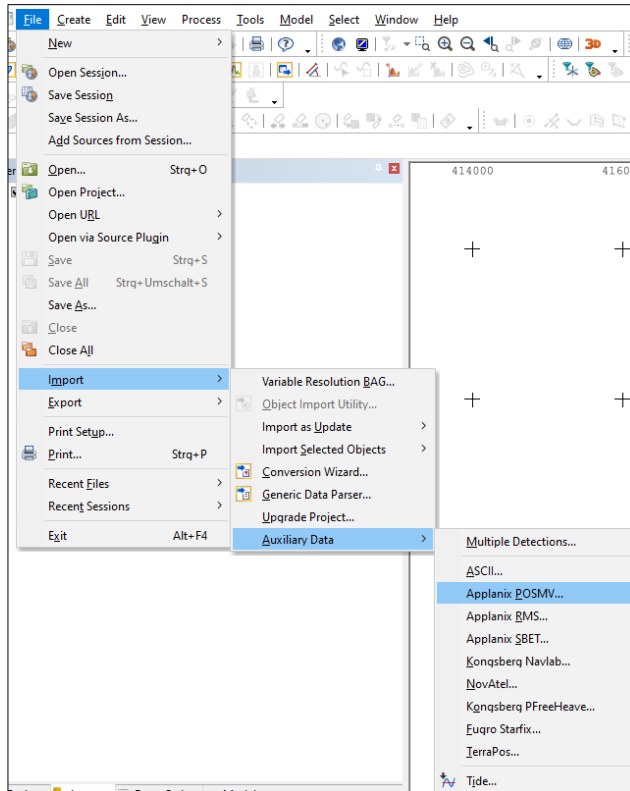 File Create Edit View Process Tools Model Select Window Help
New
Open Session...
Save Session
Save Session As...
Add Sources from Session...
Open... Strg+O
Open Project...
Open URL
Open via Source Plugin
Save Strg+S
Save All Strg+Umschalt+S
Save As...
Close
Close All
Import
Export
Print Setup...
Print... Strg+P
Recent Files
Recent Sessions
Exit Alt+F4
Variable Resolution BAG...
Object Import Utility...
Import as Update
Import Selected Objects
Conversion Wizard...
Generic Data Parser...
Upgrade Project...
Auxiliary Data
Multiple Detections...
ASCII...
Applanix POSMV...
Applanix RMS...
Applanix SBET...
Kongsberg Navlab...
NovAtel...
Kongsberg PFreeHeave...
Fugro Starfix...
TerraPos...
Tide...
3D
414000 4160